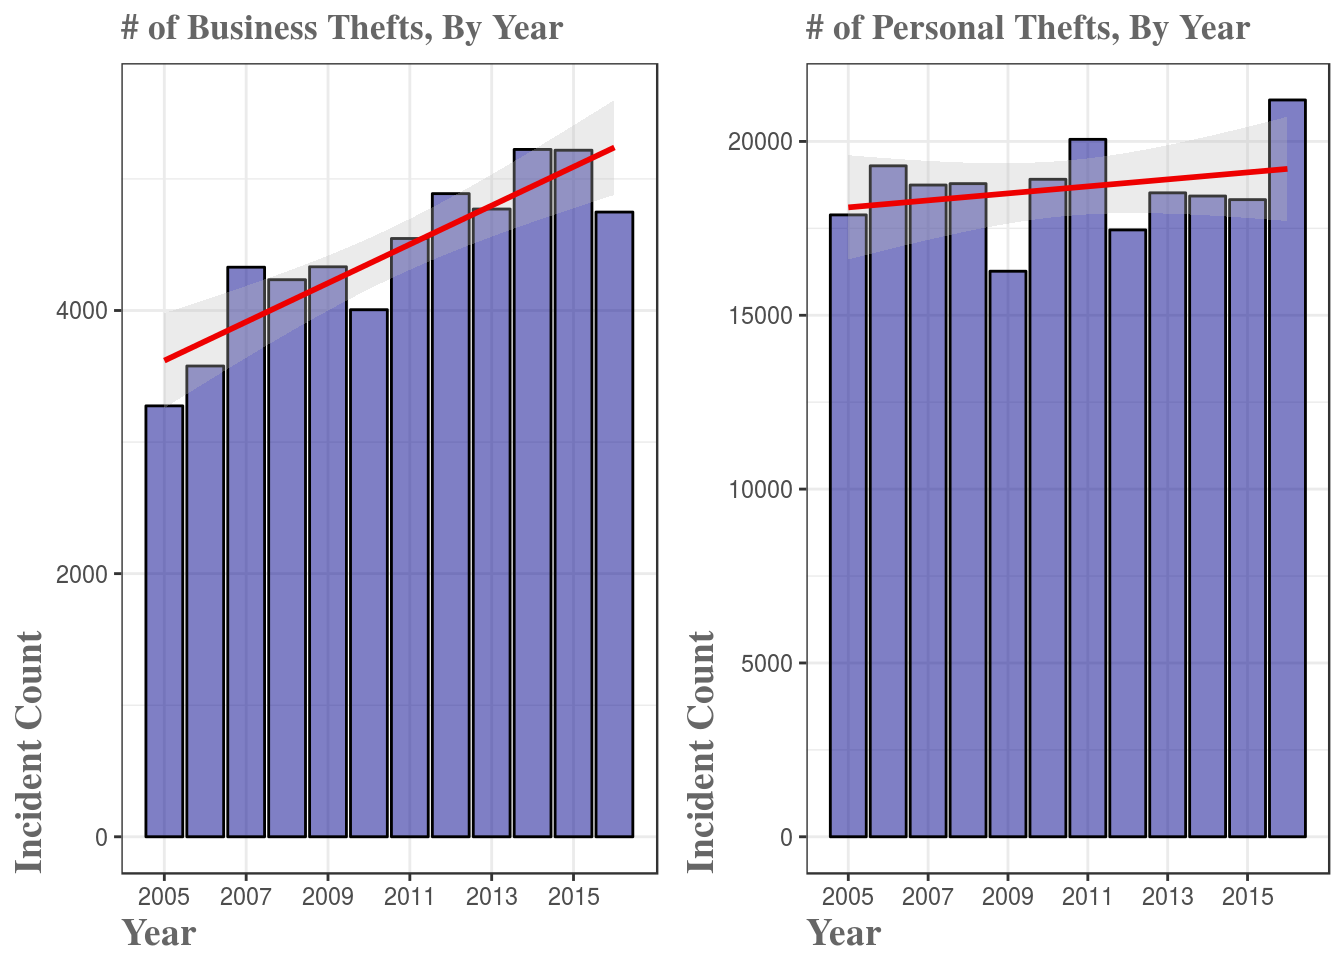 # of Business Thefts, By Year
Incident Count
4000
2000
0
2005 2007 2009 2011 2013 2015
Year
# of Personal Thefts, By Year
Incident Count
20000
15000
10000
5000
0
2005 2007 2009 2011 2013 2015
Year